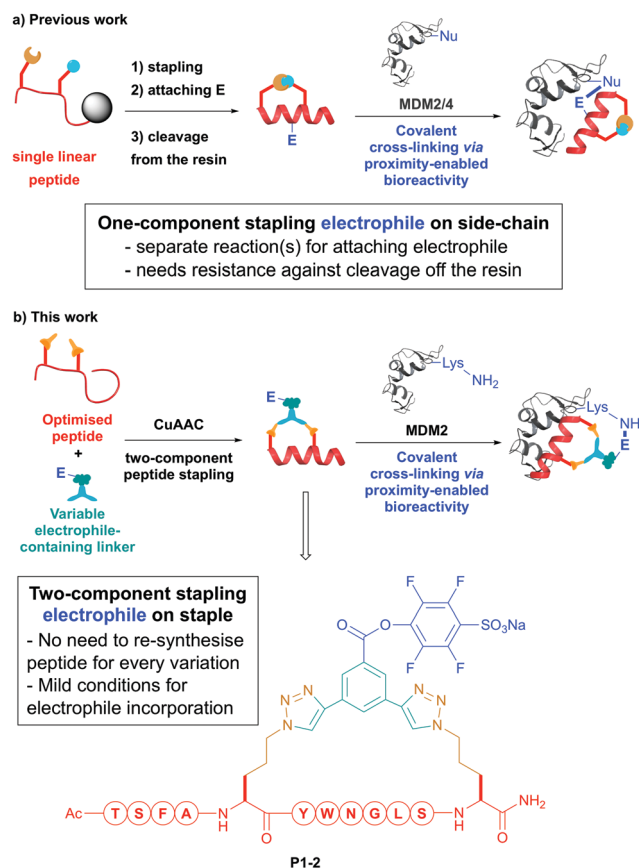 a) Previous work
Nu
1) stapling
2) attaching E
3) cleavage
from the resin
single linear
peptide
E
MDM2/4
Covalent
cross-linking via
proximity-enabled
bioreactivity
Nu
E
One-component stapling electrophile on side-chain
- separate reaction(s) for attaching electrophile
- needs resistance against cleavage off the resin
b) This work
Lys
NH2
Optimised
peptide
+
E
Variable
electrophile-
containing linker
CuAAC
two-component
peptide stapling
E
MDM2
Covalent
cross-linking via
proximity-enabled
bioreactivity
Lys
NH
E
Two-component stapling
electrophile on staple
- No need to re-synthesise
peptide for every variation
- Mild conditions for
electrophile incorporation
F F
O O SO3Na
F F
N N N N
N N
Ac T S F A N H O Y W N G L S N H O NH2
P1-2